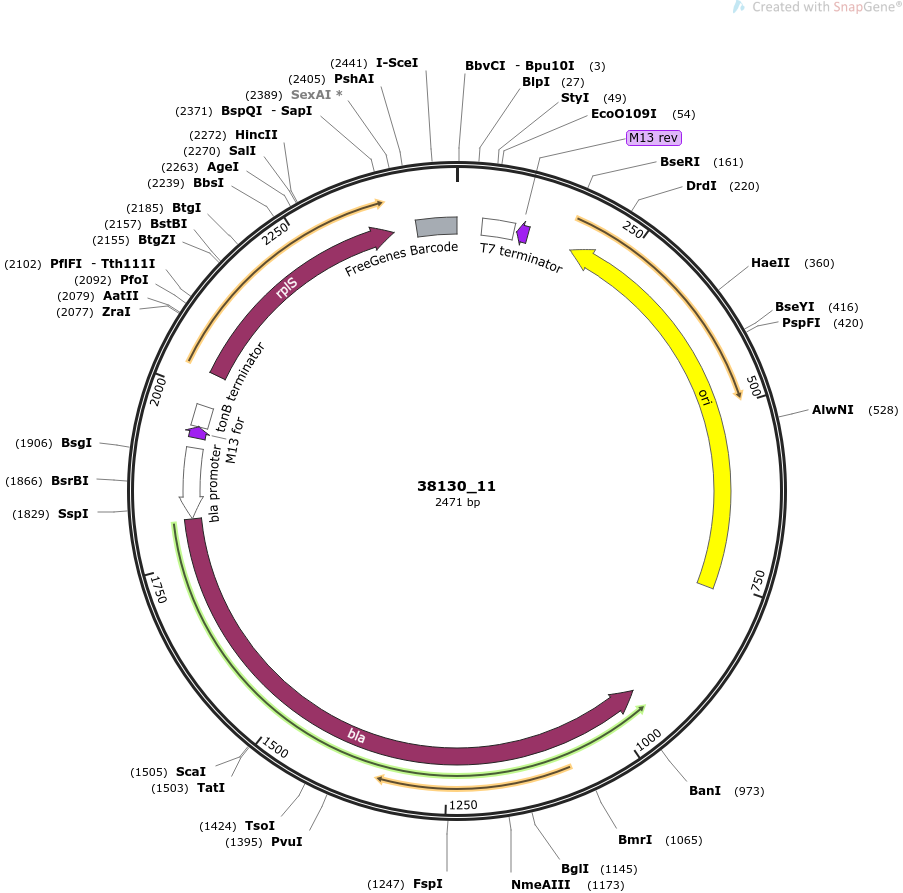 Created with SnapGene®
(2441) I-SceI
(2405) PshAI
(2389) SexAI *
(2371) BspQI - SapI
(2272) HincII
(2270) SalI
(2263) AgeI
(2239) BbsI
(2185) BtgI
(2157) BstBI
(2155) BtgZI
(2102) PflFI - Tth111I
(2092) PfoI
(2079) AatII
(2077) ZraI
(1906) BsgI
(1866) BsrBI
(1829) SspI
(1505) ScaI
(1503) TatI
(1424) TsoI
(1395) PvuI
(1247) FspI
BbvCI - Bpu10I (3)
BlpI (27)
StyI (49)
EcoO109I (54)
M13 rev
BseRI (161)
DrdI (220)
HaeII (360)
BseYI (416)
PspFI (420)
AlwNI (528)
BanI (973)
BmrI (1065)
BglI (1145)
NmeAIII (1173)
250
500
750
1000
1250
1500
1750
2000
2250
FreeGenes Barcode
T7 terminator
rplS
ori
tonB terminator
M13 for
bla promoter
bla
38130_11
2471 bp